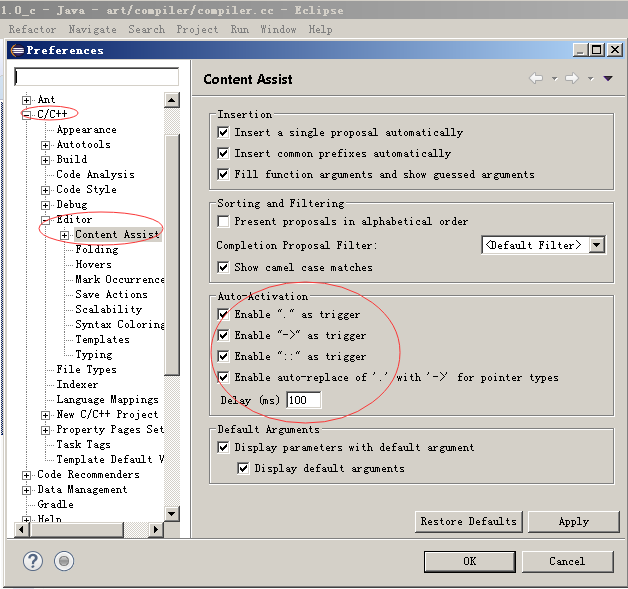 1.0_c - Java - art/compiler/compiler.cc - Eclipse
Refactor Navigate Search Project Run Window Help
Preferences
Content Assist
Ant
C/C++
Appearance
Autotools
Build
Code Analysis
Code Style
Debug
Editor
Content Assist
Folding
Hovers
Mark Occurrence
Save Actions
Scalability
Syntax Coloring
Templates
Typing
File Types
Indexer
Language Mappings
New C/C++ Project
Property Pages Set
Task Tags
Template Default V
Code Recommenders
Data Management
Gradle
Help
Insertion
Insert a single proposal automatically
Insert common prefixes automatically
Fill function arguments and show guessed arguments
Sorting and Filtering
Present proposals in alphabetical order
Completion Proposal Filter: <Default Filter>
Show camel case matches
Auto-Activation
Enable "." as trigger
Enable "->" as trigger
Enable "::" as trigger
Enable auto-replace of '.' with '->' for pointer types
Delay (ms) 100
Default Arguments
Display parameters with default argument
Display default arguments
Restore Defaults Apply
? OK Cancel